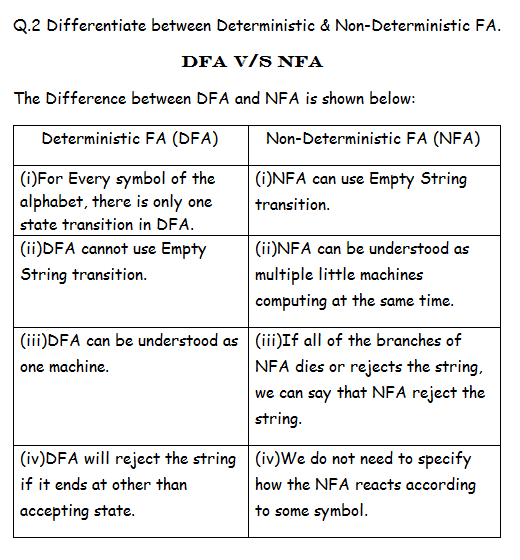 Q.2 Differentiate between Deterministic & Non-Deterministic FA.
DFA V/S NFA
The Difference between DFA and NFA is shown below:
Deterministic FA (DFA)
Non-Deterministic FA (NFA)
(i)For Every symbol of the
alphabet, there is only one
state transition in DFA.
(i)NFA can use Empty String
transition.
(ii)DFA cannot use Empty
String transition.
(ii)NFA can be understood as
multiple little machines
computing at the same time.
(iii)DFA can be understood as
one machine.
(iii)If all of the branches of
NFA dies or rejects the string,
we can say that NFA reject the
string.
(iv)DFA will reject the string
if it ends at other than
accepting state.
(iv)We do not need to specify
how the NFA reacts according
to some symbol.